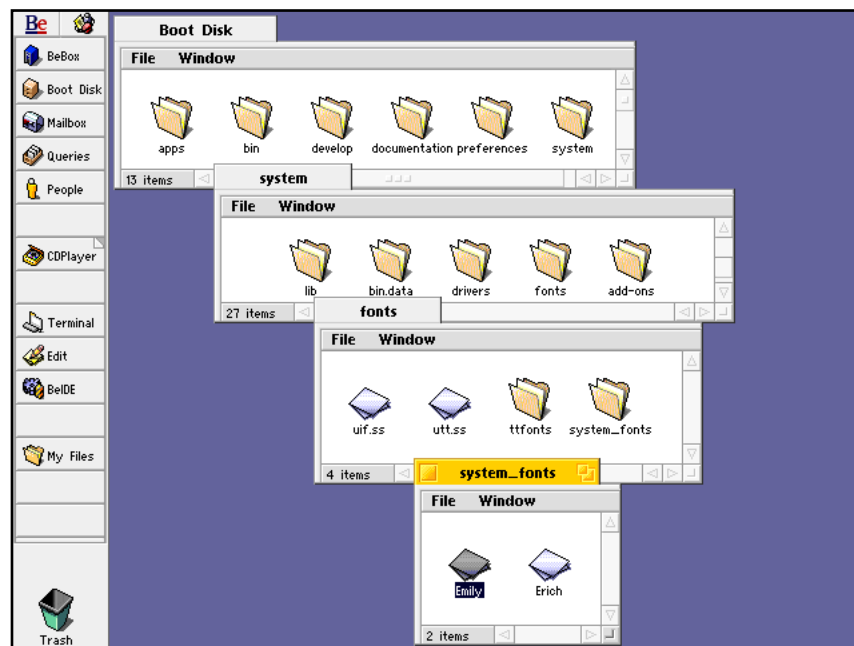 Be
BeBox
Boot Disk
Mailbox
Queries
People
CDPlayer
Terminal
Edit
BeIDE
My Files
Trash
Boot Disk
File Window
apps bin develop documentation preferences system
13 items
system
File Window
lib bin.data drivers fonts add-ons
27 items
fonts
File Window
uif.ss utt.ss ttfonts system_fonts
4 items
system_fonts
File Window
Emily Erich
2 items